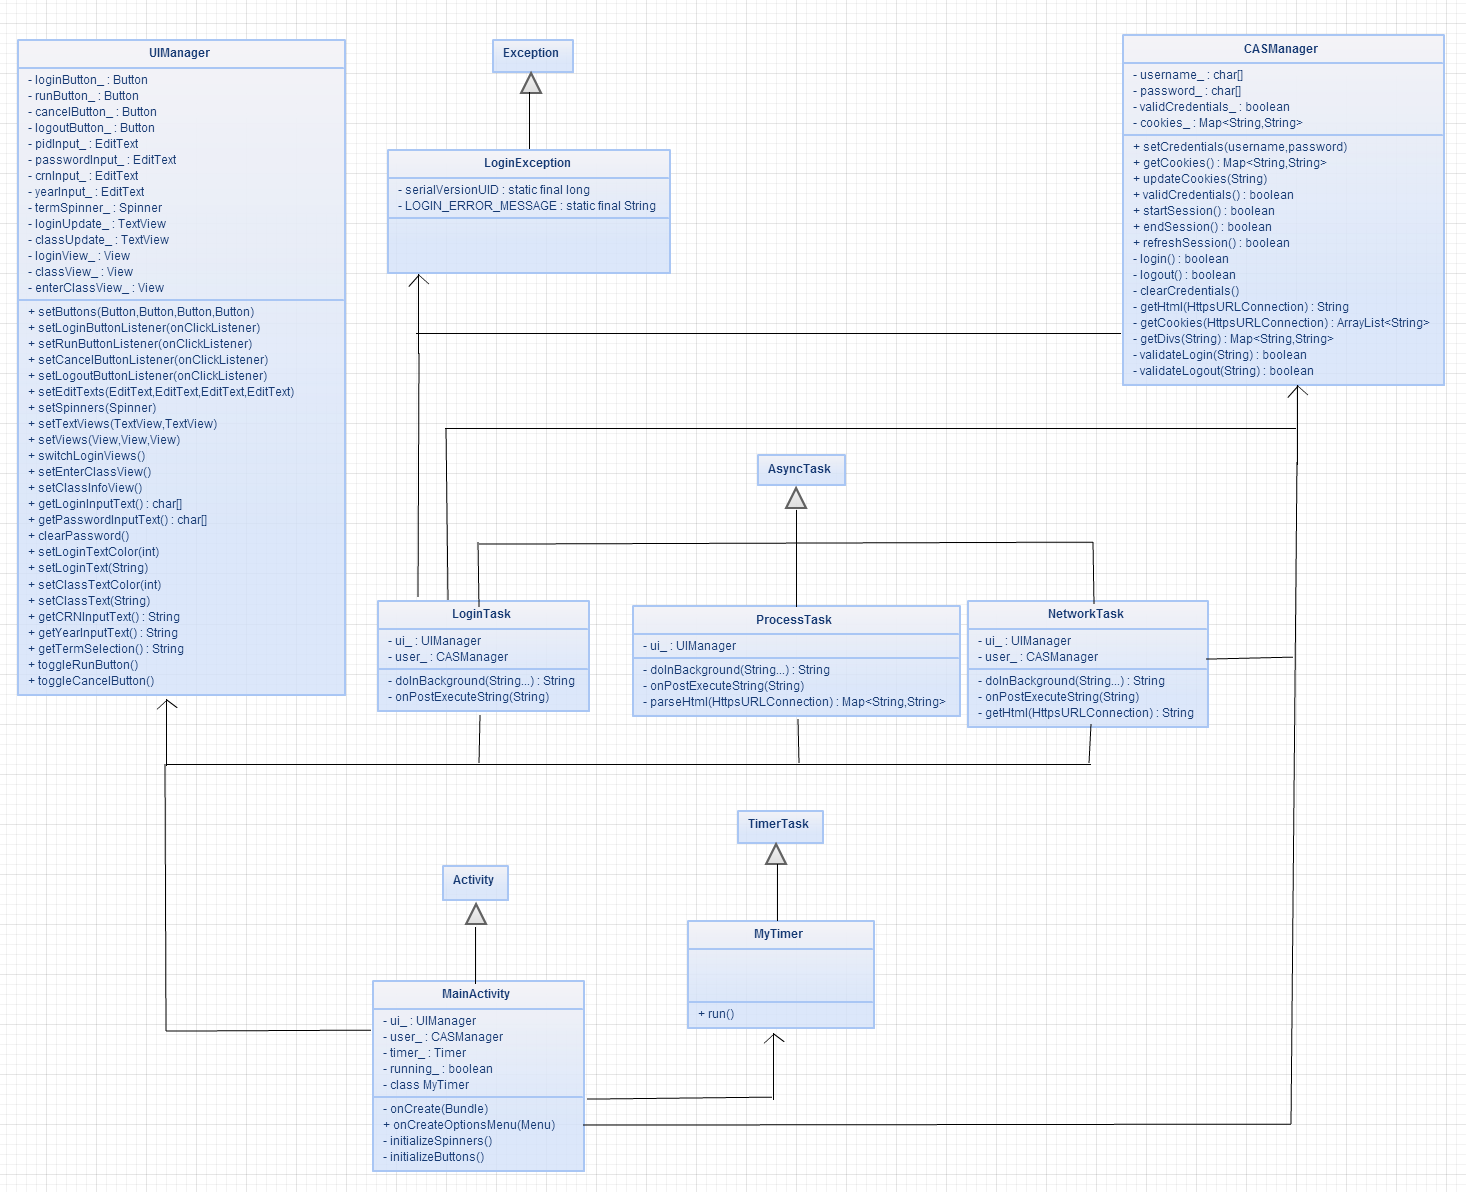 UIManager
- loginButton_ : Button
- runButton_ : Button
- cancelButton_ : Button
- logoutButton_ : Button
- pidInput_ : EditText
- passwordInput_ : EditText
- crnInput_ : EditText
- yearInput_ : EditText
- termSpinner_ : Spinner
- loginUpdate_ : TextView
- classUpdate_ : TextView
- loginView_ : View
- classView_ : View
- enterClassView_ : View
+ setButtons(Button,Button,Button,Button)
+ setLoginButtonListener(onClickListener)
+ setRunButtonListener(onClickListener)
+ setCancelButtonListener(onClickListener)
+ setLogoutButtonListener(onClickListener)
+ setEditTexts(EditText,EditText,EditText,EditText)
+ setSpinners(Spinner)
+ setTextViews(TextView,TextView)
+ setViews(View,View,View)
+ switchLoginViews()
+ setEnterClassView()
+ setClassInfoView()
+ getLoginInputText() : char[]
+ getPasswordInputText() : char[]
+ clearPassword()
+ setLoginTextColor(int)
+ setLoginText(String)
+ setClassTextColor(int)
+ setClassText(String)
+ getCRNInputText() : String
+ getYearInputText() : String
+ getTermSelection() : String
+ toggleRunButton()
+ toggleCancelButton()
Exception
LoginException
- serialVersionUID : static final long
- LOGIN_ERROR_MESSAGE : static final String
CASManager
- username_ : char[]
- password_ : char[]
- validCredentials_ : boolean
- cookies_ : Map<String,String>
+ setCredentials(username,password)
+ getCookies() : Map<String,String>
+ updateCookies(String)
+ validCredentials() : boolean
+ startSession() : boolean
+ endSession() : boolean
+ refreshSession() : boolean
- login() : boolean
- logout() : boolean
- clearCredentials()
- getHtml(HttpsURLConnection) : String
- getCookies(HttpsURLConnection) : ArrayList<String>
- getDivs(String) : Map<String,String>
- validateLogin(String) : boolean
- validateLogout(String) : boolean
AsyncTask
LoginTask
- ui_ : UIManager
- user_ : CASManager
- doInBackground(String...) : String
- onPostExecuteString(String)
ProcessTask
- ui_ : UIManager
- doInBackground(String...) : String
- onPostExecuteString(String)
- parseHtml(HttpsURLConnection) : Map<String,String>
NetworkTask
- ui_ : UIManager
- user_ : CASManager
- doInBackground(String...) : String
- onPostExecuteString(String)
- getHtml(HttpsURLConnection) : String
Activity
MainActivity
- ui_ : UIManager
- user_ : CASManager
- timer_ : Timer
- running_ : boolean
- class MyTimer
- onCreate(Bundle)
+ onCreateOptionsMenu(Menu)
- initializeSpinners()
- initializeButtons()
TimerTask
MyTimer
+ run()